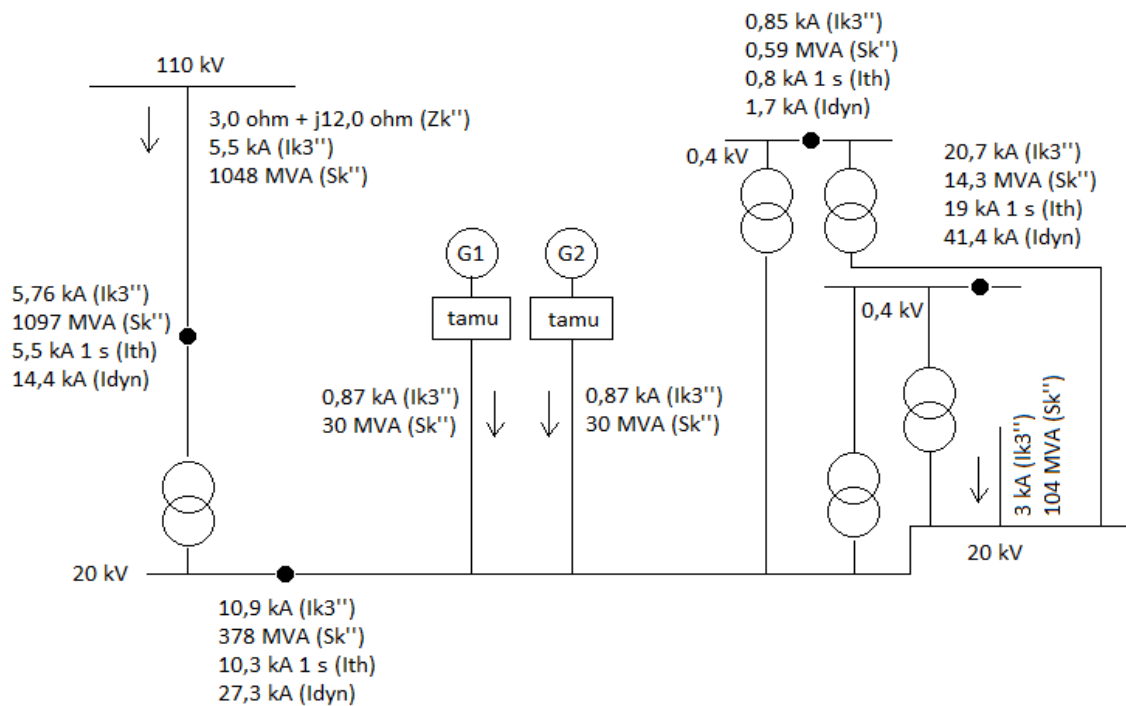 110 kV
3,0 ohm + j12,0 ohm (Zk'')
5,5 kA (Ik3'')
1048 MVA (Sk'')
5,76 kA (Ik3'')
1097 MVA (Sk'')
5,5 kA 1 s (Ith)
14,4 kA (Idyn)
20 kV
10,9 kA (Ik3'')
378 MVA (Sk'')
10,3 kA 1 s (Ith)
27,3 kA (Idyn)
G1
tamu
0,87 kA (Ik3'')
30 MVA (Sk'')
G2
tamu
0,87 kA (Ik3'')
30 MVA (Sk'')
0,85 kA (Ik3'')
0,59 MVA (Sk'')
0,8 kA 1 s (Ith)
1,7 kA (Idyn)
0,4 kV
20,7 kA (Ik3'')
14,3 MVA (Sk'')
19 kA 1 s (Ith)
41,4 kA (Idyn)
0,4 kV
3 kA (Ik3'')
104 MVA (Sk'')
20 kV